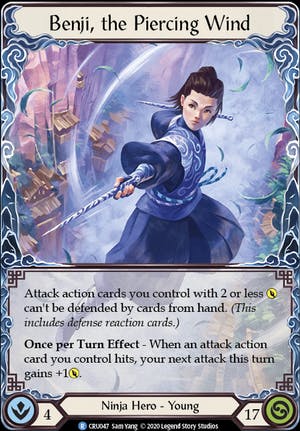 Benji, the Piercing Wind
Attack action cards you control with 2 or less
can't be defended by cards from hand. (This
includes defense reaction cards.)
Once per Turn Effect - When an attack action
card you control hits, your next attack this turn
gains +1.
4
Ninja Hero - Young
17
R CRU047 Sam Yang © 2020 Legend Story Studios